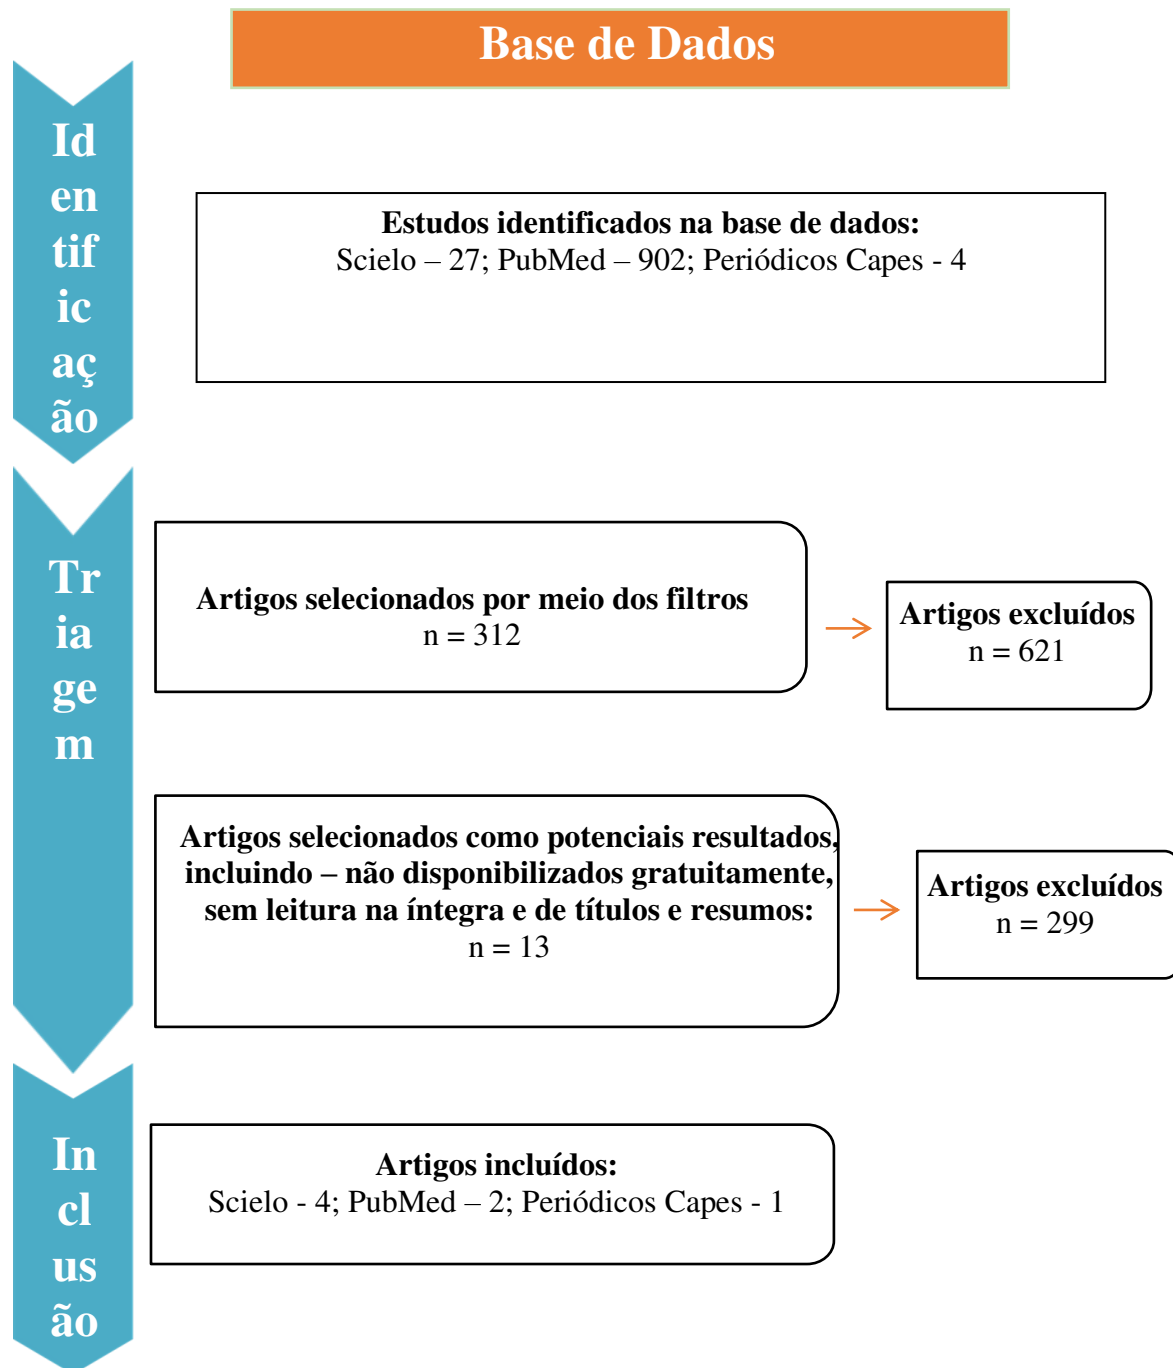 Base de Dados
Id
en
tif
ic
aç
ão
Estudos identificados na base de dados:
Scielo – 27; PubMed – 902; Periódicos Capes - 4
Tr
ia
ge
m
Artigos selecionados por meio dos filtros
n = 312
Artigos excluídos
n = 621
Artigos selecionados como potenciais resultados,
incluindo – não disponibilizados gratuitamente,
sem leitura na íntegra e de títulos e resumos:
n = 13
Artigos excluídos
n = 299
In
cl
us
ão
Artigos incluídos:
Scielo - 4; PubMed – 2; Periódicos Capes - 1